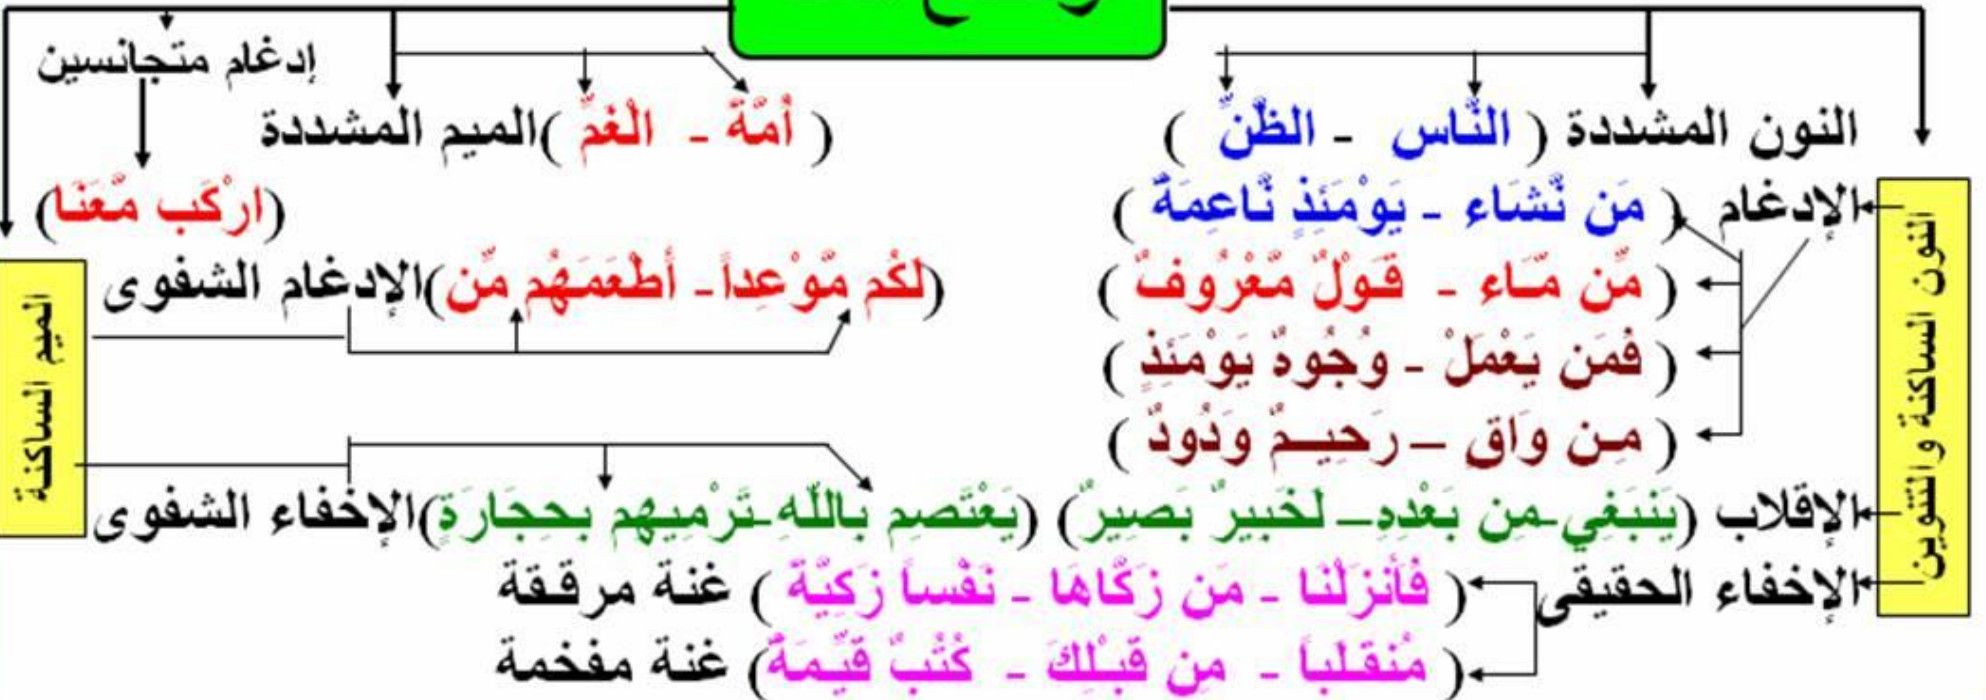 إدغام متجانسين
النون المشددة ( النَّاس - الظَّنِّ )
( أُمَّةٌ - الْغَمِّ ) الميم المشددة
الإدغام ( مَن نَّشَاء - يَوْمَئِذٍ نَّاعِمَةٌ )
(ارْكَب مَّعَنَا)
( مِّن مَّاء - قَوْلٌ مَّعْرُوفٌ )
(لَكُم مَّوْعِداً - أَطْعَمَهُم مِّن) الإدغام الشفوى
( فَمَن يَعْمَلْ - وُجُوهٌ يَوْمَئِذٍ )
( مِن وَاق – رَحِيمٌ وَدُودٌ )
الإقلاب (يَنبَغِي-مِن بَعْدِهِ – لَخَبِيرٌ بَصِيرٌ) (يَعْتَصِم بِاللّهِ-تَرْمِيهِم بِحِجَارَةٍ) الإخفاء الشفوى
الإخفاء الحقيقى ( فَأَنزَلْنَا - مَن زَكَّاهَا - نَفْساً زَكِيَّةً ) غنة مرققة
( مُنقَلَباً - مِن قَبْلِكَ - كُتُبٌ قَيِّمَةٌ ) غنة مفخمة
النون الساكنة والتنوين
الميم الساكنة